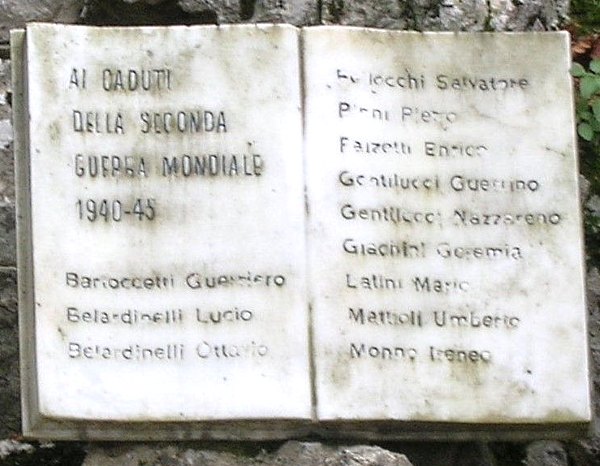 AI CADUTI
DELLA SECONDA
GUERRA MONDIALE
1940-45
Bartoccetti Guerriero
Belardinelli Lucio
Belardinelli Ottavio
Salvatore
Enrico
Gentilucci Guerrino
Gentilucci Nazzareno
Giachini Geremia
Latini Mario
Mattioli Umberto
Monno Ireneo